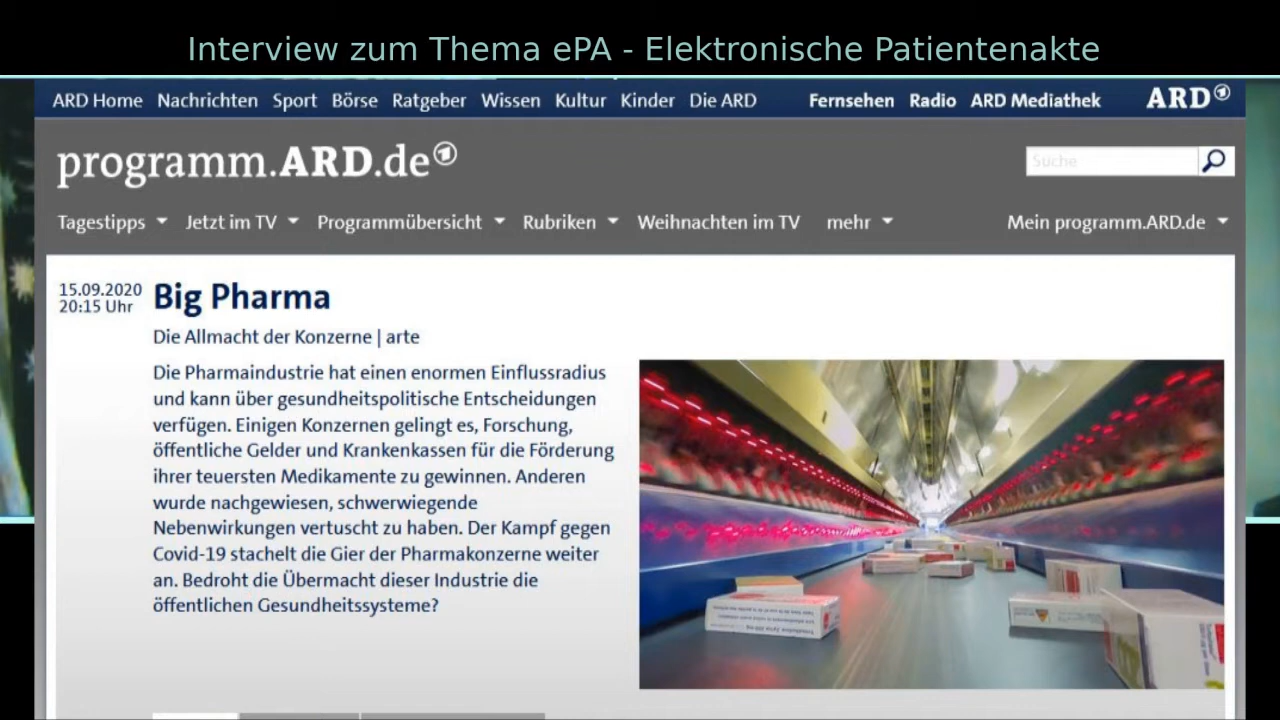 Interview zum Thema ePA - Elektronische Patientenakte
ARD Home Nachrichten Sport Börse Ratgeber Wissen Kultur Kinder Die ARD Fernsehen Radio ARD Mediathek ARD
programm.ARD.de
Suche
Tagestipps Jetzt im TV Programmübersicht Rubriken Weihnachten im TV mehr Mein programm.ARD.de
15.09.2020
20:15 Uhr
Big Pharma
Die Allmacht der Konzerne | arte
Die Pharmaindustrie hat einen enormen Einflussradius
und kann über gesundheitspolitische Entscheidungen
verfügen. Einigen Konzernen gelingt es, Forschung,
öffentliche Gelder und Krankenkassen für die Förderung
ihrer teuersten Medikamente zu gewinnen. Anderen
wurde nachgewiesen, schwerwiegende
Nebenwirkungen vertuscht zu haben. Der Kampf gegen
Covid-19 stachelt die Gier der Pharmakonzerne weiter
an. Bedroht die Übermacht dieser Industrie die
öffentlichen Gesundheitssysteme?